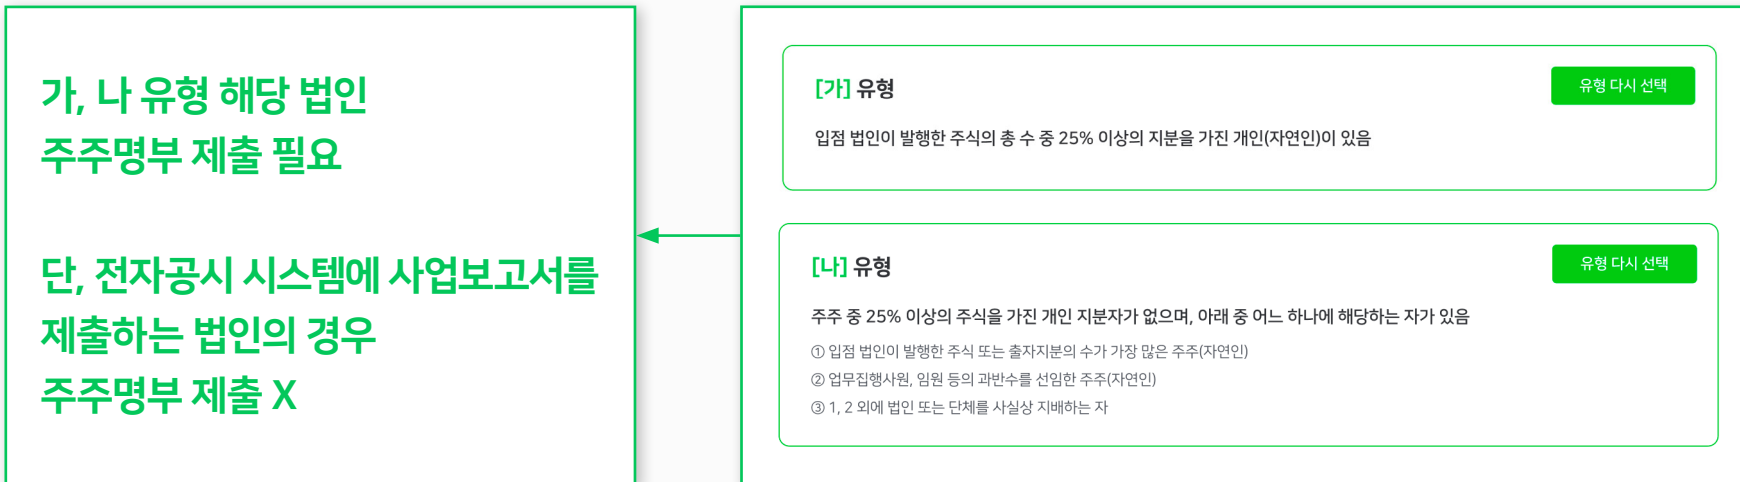 가, 나 유형 해당 법인
주주명부 제출 필요
단, 전자공시 시스템에 사업보고서를
제출하는 법인의 경우
주주명부 제출 X
[가] 유형
유형 다시 선택
입점 법인이 발행한 주식의 총 수 중 25% 이상의 지분을 가진 개인(자연인)이 있음
[나] 유형
유형 다시 선택
주주 중 25% 이상의 주식을 가진 개인 지분자가 없으며, 아래 중 어느 하나에 해당하는 자가 있음
① 입점 법인이 발행한 주식 또는 출자지분의 수가 가장 많은 주주(자연인)
② 업무집행사원, 임원 등의 과반수를 선임한 주주(자연인)
③ 1, 2 외에 법인 또는 단체를 사실상 지배하는 자